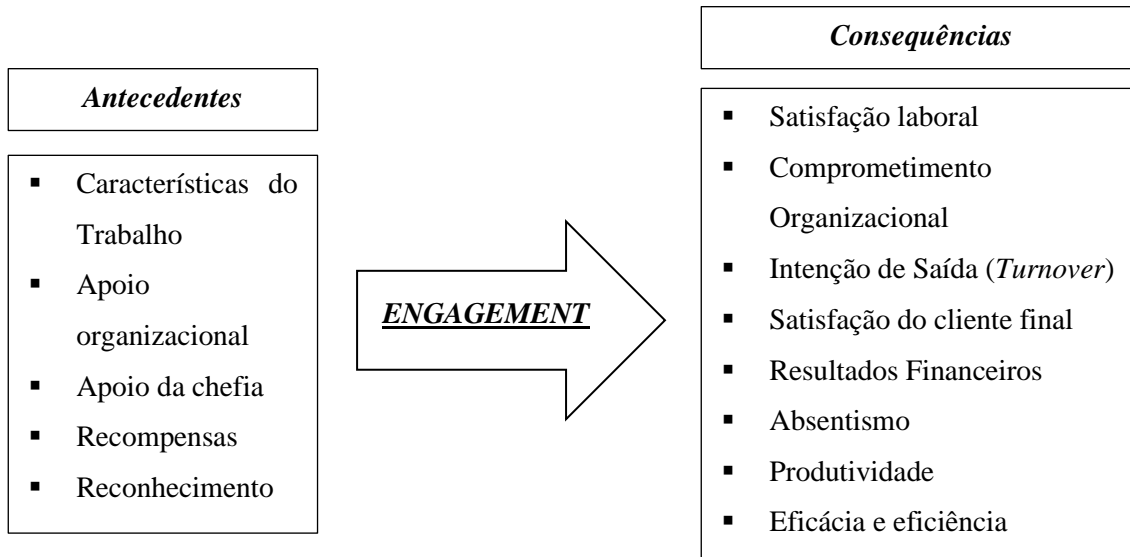 Antecedentes
▪ Características do
Trabalho
▪ Apoio
organizacional
▪ Apoio da chefia
▪ Recompensas
▪ Reconhecimento
ENGAGEMENT
Consequências
▪ Satisfação laboral
▪ Comprometimento
Organizacional
▪ Intenção de Saída (Turnover)
▪ Satisfação do cliente final
▪ Resultados Financeiros
▪ Absentismo
▪ Produtividade
▪ Eficácia e eficiência